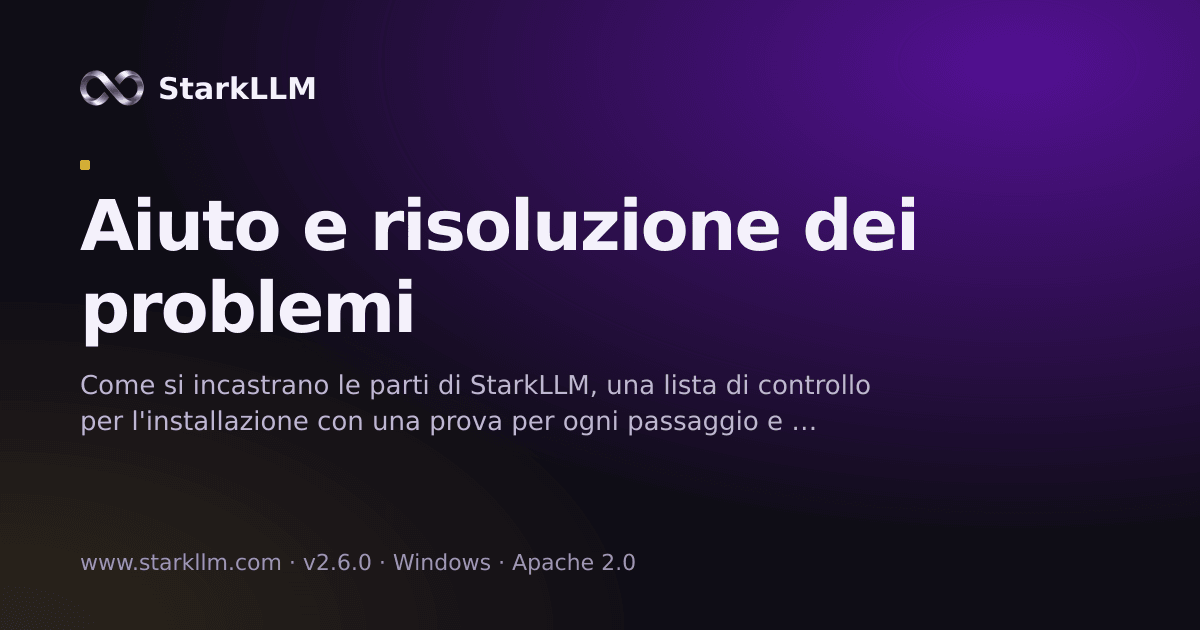 StarkLLM
Aiuto e risoluzione dei
problemi
Come si incastrano le parti di StarkLLM, una lista di controllo
per l'installazione con una prova per ogni passaggio e ...
www.starkllm.com · v2.6.0 · Windows · Apache 2.0